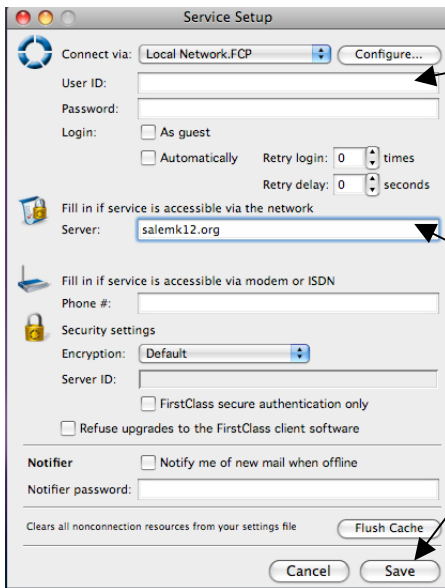 Service Setup
Connect via: Local Network.FCP Configure...
User ID:
Password:
Login: As guest
Automatically Retry login: 0 times
Retry delay: 0 seconds
Fill in if service is accessible via the network
Server: salemk12.org
Fill in if service is accessible via modem or ISDN
Phone #:
Security settings
Encryption: Default
Server ID:
FirstClass secure authentication only
Refuse upgrades to the FirstClass client software
Notifier Notify me of new mail when offline
Notifier password:
Clears all nonconnection resources from your settings file Flush Cache
Cancel Save